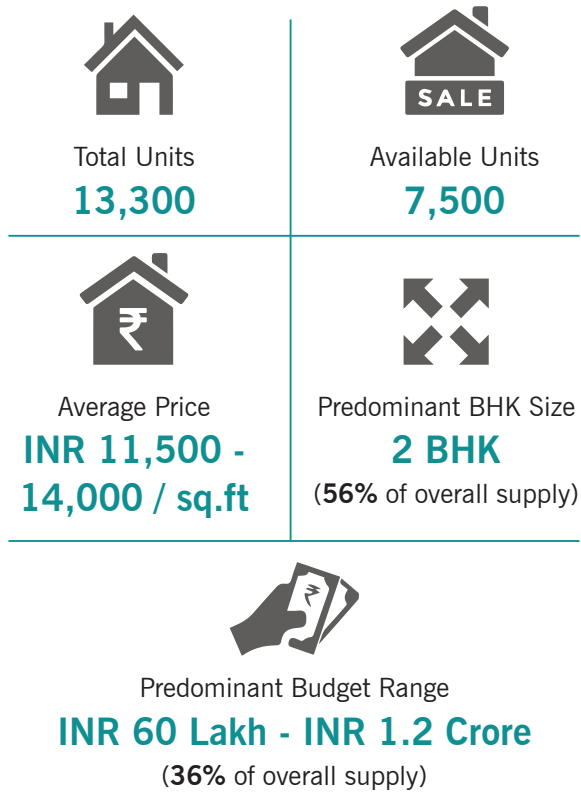 SALE
Total Units
13,300
Available Units
7,500
₹
Average Price
INR 11,500 -
14,000 / sq.ft
Predominant BHK Size
2 BHK
(56% of overall supply)
₹
Predominant Budget Range
INR 60 Lakh - INR 1.2 Crore
(36% of overall supply)